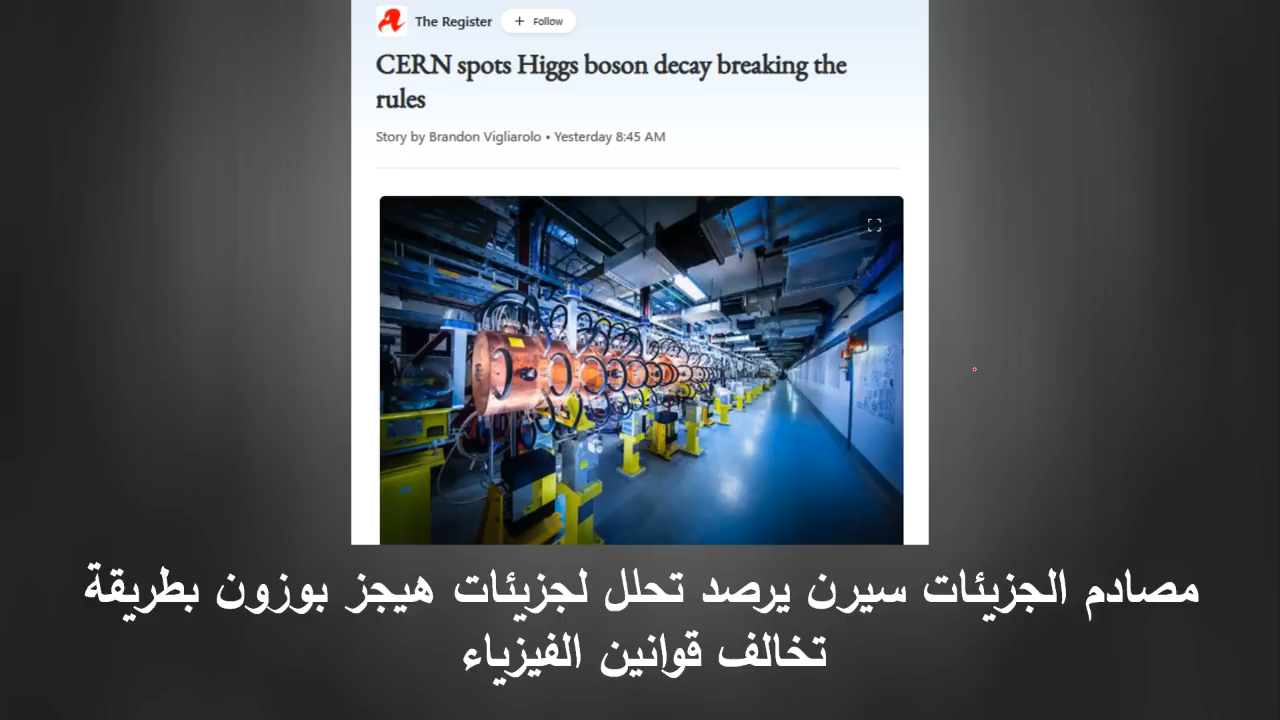 The Register + Follow
CERN spots Higgs boson decay breaking the
rules
Story by Brandon Vigliarolo • Yesterday 8:45 AM
مصادم الجزيئات سيرن يرصد تحلل لجزيئات هيجز بوزون بطريقة
تخالف قوانين الفيزياء